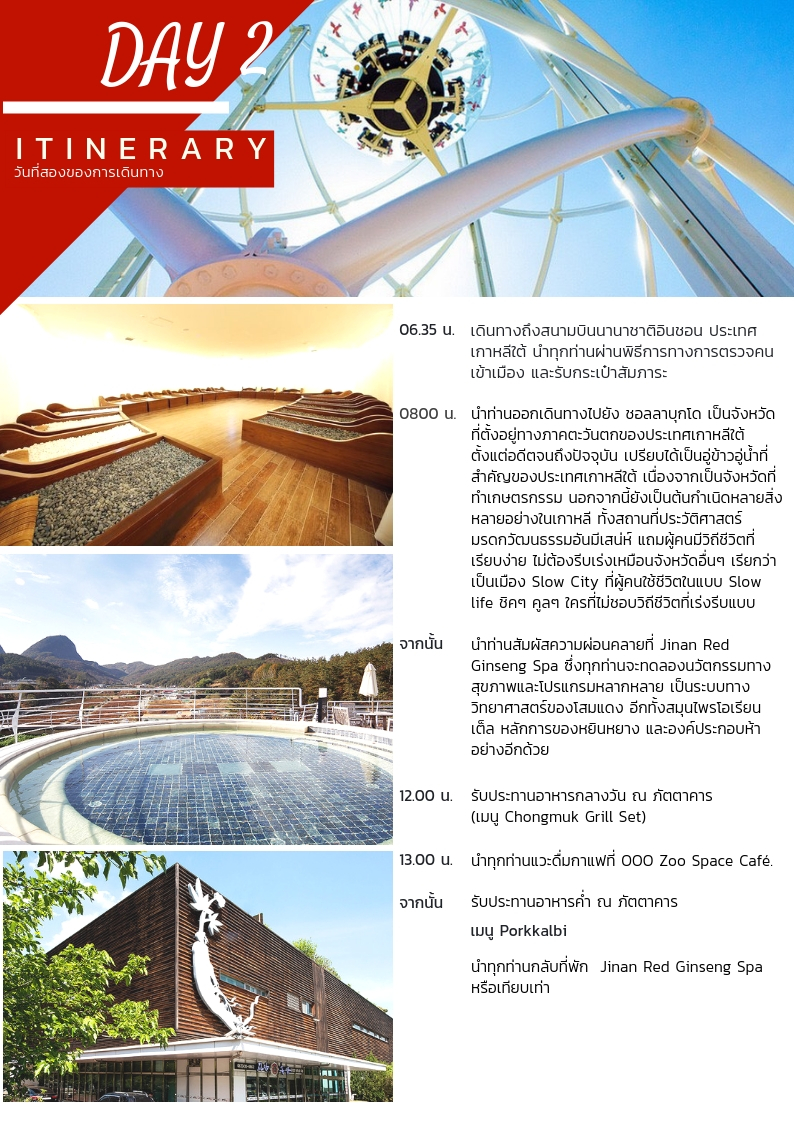 DAY 2
ITINERARY
วันที่สองของการเดินทาง
06.35 น. เดินทางถึงสนามบินนานาชาติอินชอน ประเทศ
เกาหลีใต้ นำทุกท่านผ่านพิธีการทางการตรวจคน
เข้าเมือง และรับกระเป๋าสัมภาระ
0800 น. นำท่านออกเดินทางไปยัง ชอลลาบุกโด เป็นจังหวัด
ที่ตั้งอยู่ทางภาคตะวันตกของประเทศเกาหลีใต้
ตั้งแต่อดีตจนถึงปัจจุบัน เปรียบได้เป็นอู่ข้าวอู่น้ำที่
สำคัญของประเทศเกาหลีใต้ เนื่องจากเป็นจังหวัดที่
ทำเกษตรกรรม นอกจากนี้ยังเป็นต้นกำเนิดหลายสิ่ง
หลายอย่างในเกาหลี ทั้งสถานที่ประวัติศาสตร์
มรดกวัฒนธรรมอันมีเสน่ห์ แถมผู้คนมีวิถีชีวิตที่
เรียบง่าย ไม่ต้องรีบเร่งเหมือนจังหวัดอื่นๆ เรียกว่า
เป็นเมือง Slow City ที่ผู้คนใช้ชีวิตในแบบ Slow
life ชิคๆ คูลๆ ใครที่ไม่ชอบวิถีชีวิตที่เร่งรีบแบบ
จากนั้น นำท่านสัมผัสความผ่อนคลายที่ Jinan Red
Ginseng Spa ซึ่งทุกท่านจะทดลองนวัตกรรมทาง
สุขภาพและโปรแกรมหลากหลาย เป็นระบบทาง
วิทยาศาสตร์ของโสมแดง อีกทั้งสมุนไพรโอเรียน
เต็ล หลักการของหยินหยาง และองค์ประกอบห้า
อย่างอีกด้วย
12.00 น. รับประทานอาหารกลางวัน ณ ภัตตาคาร
(เมนู Chongmuk Grill Set)
13.00 น. นำทุกท่านแวะดื่มกาแฟที่ OOO Zoo Space Café.
จากนั้น รับประทานอาหารค่ำ ณ ภัตตาคาร
เมนู Porkkalbi
นำทุกท่านกลับที่พัก Jinan Red Ginseng Spa
หรือเทียบเท่า